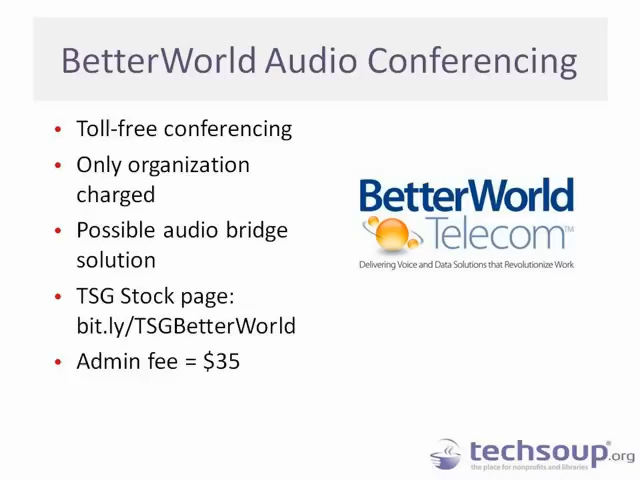 BetterWorld Audio Conferencing
• Toll-free conferencing
• Only organization
charged
• Possible audio bridge
solution
• TSG Stock page:
bit.ly/TSGBetterWorld
• Admin fee = $35
BetterWorld
Telecom™
Delivering Voice and Data Solutions that Revolutionize Work
techsoup®.org
the place for nonprofits and libraries